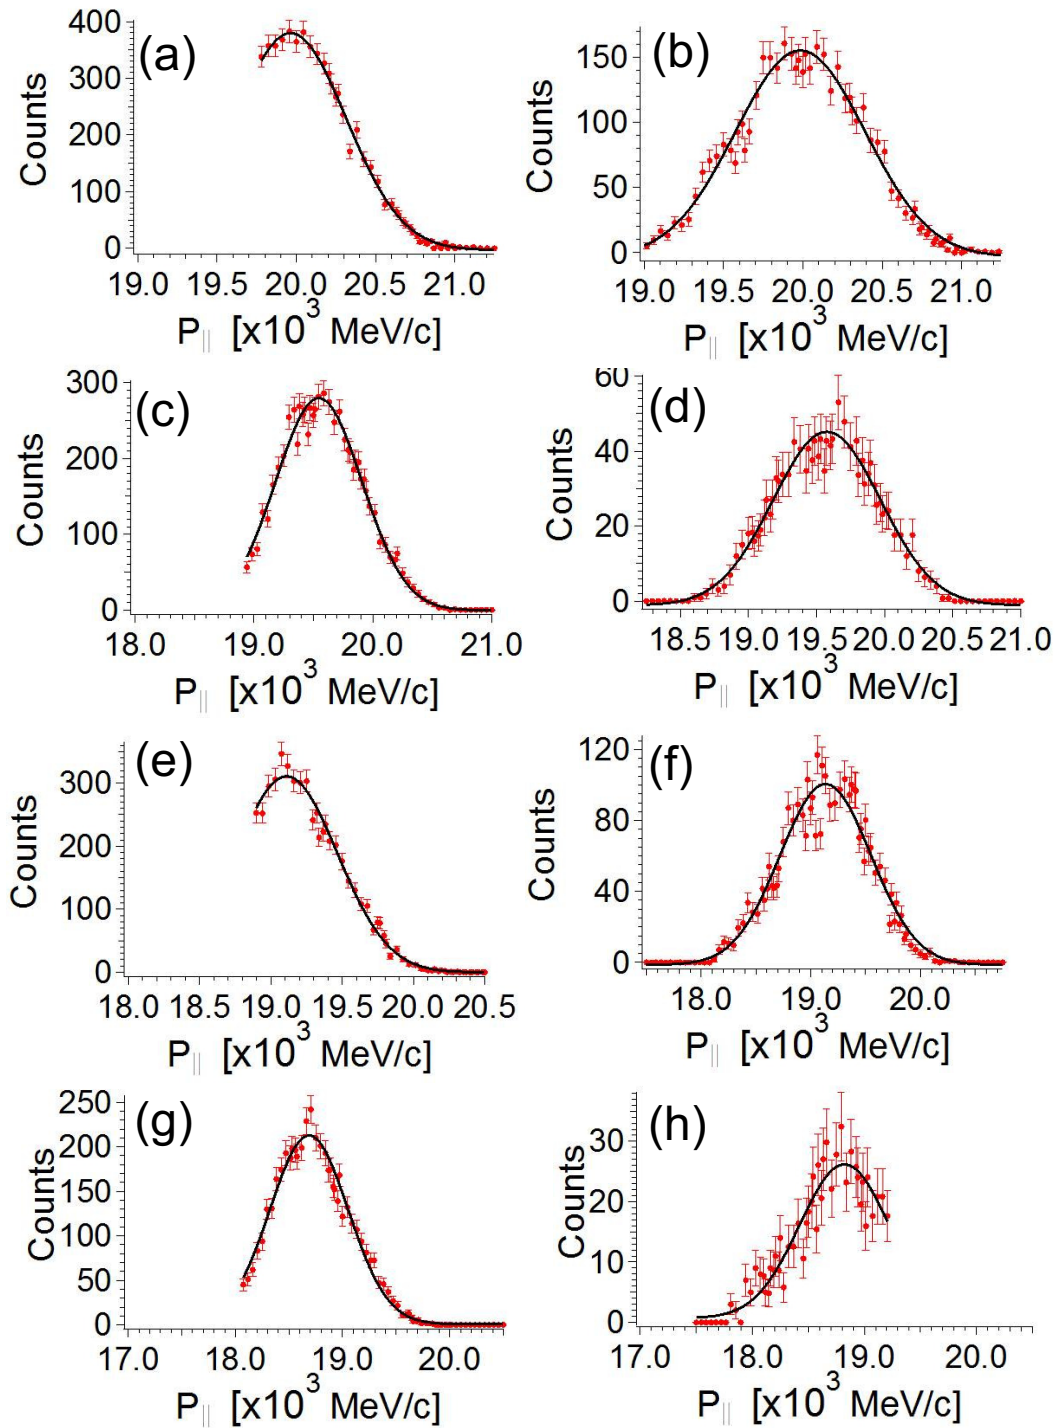 (a)
Counts
400
300
200
100
0
19.0 20.0 21.0
P|| [x10³ MeV/c]
(b)
Counts
150
100
50
0
19.0 19.5 20.0 20.5 21.0
P|| [x10³ MeV/c]
(c)
Counts
300
200
100
0
18.0 19.0 20.0 21.0
P|| [x10³ MeV/c]
(d)
Counts
60
40
20
0
18.5 19.0 19.5 20.0 20.5 21.0
P|| [x10³ MeV/c]
(e)
Counts
300
200
100
0
18.0 18.5 19.0 19.5 20.0 20.5
P|| [x10³ MeV/c]
(f)
Counts
120
80
40
0
18.0 19.0 20.0
P|| [x10³ MeV/c]
(g)
Counts
250
200
150
100
50
0
17.0 18.0 19.0 20.0
P|| [x10³ MeV/c]
(h)
Counts
30
20
10
0
17.0 18.0 19.0 20.0
P|| [x10³ MeV/c]